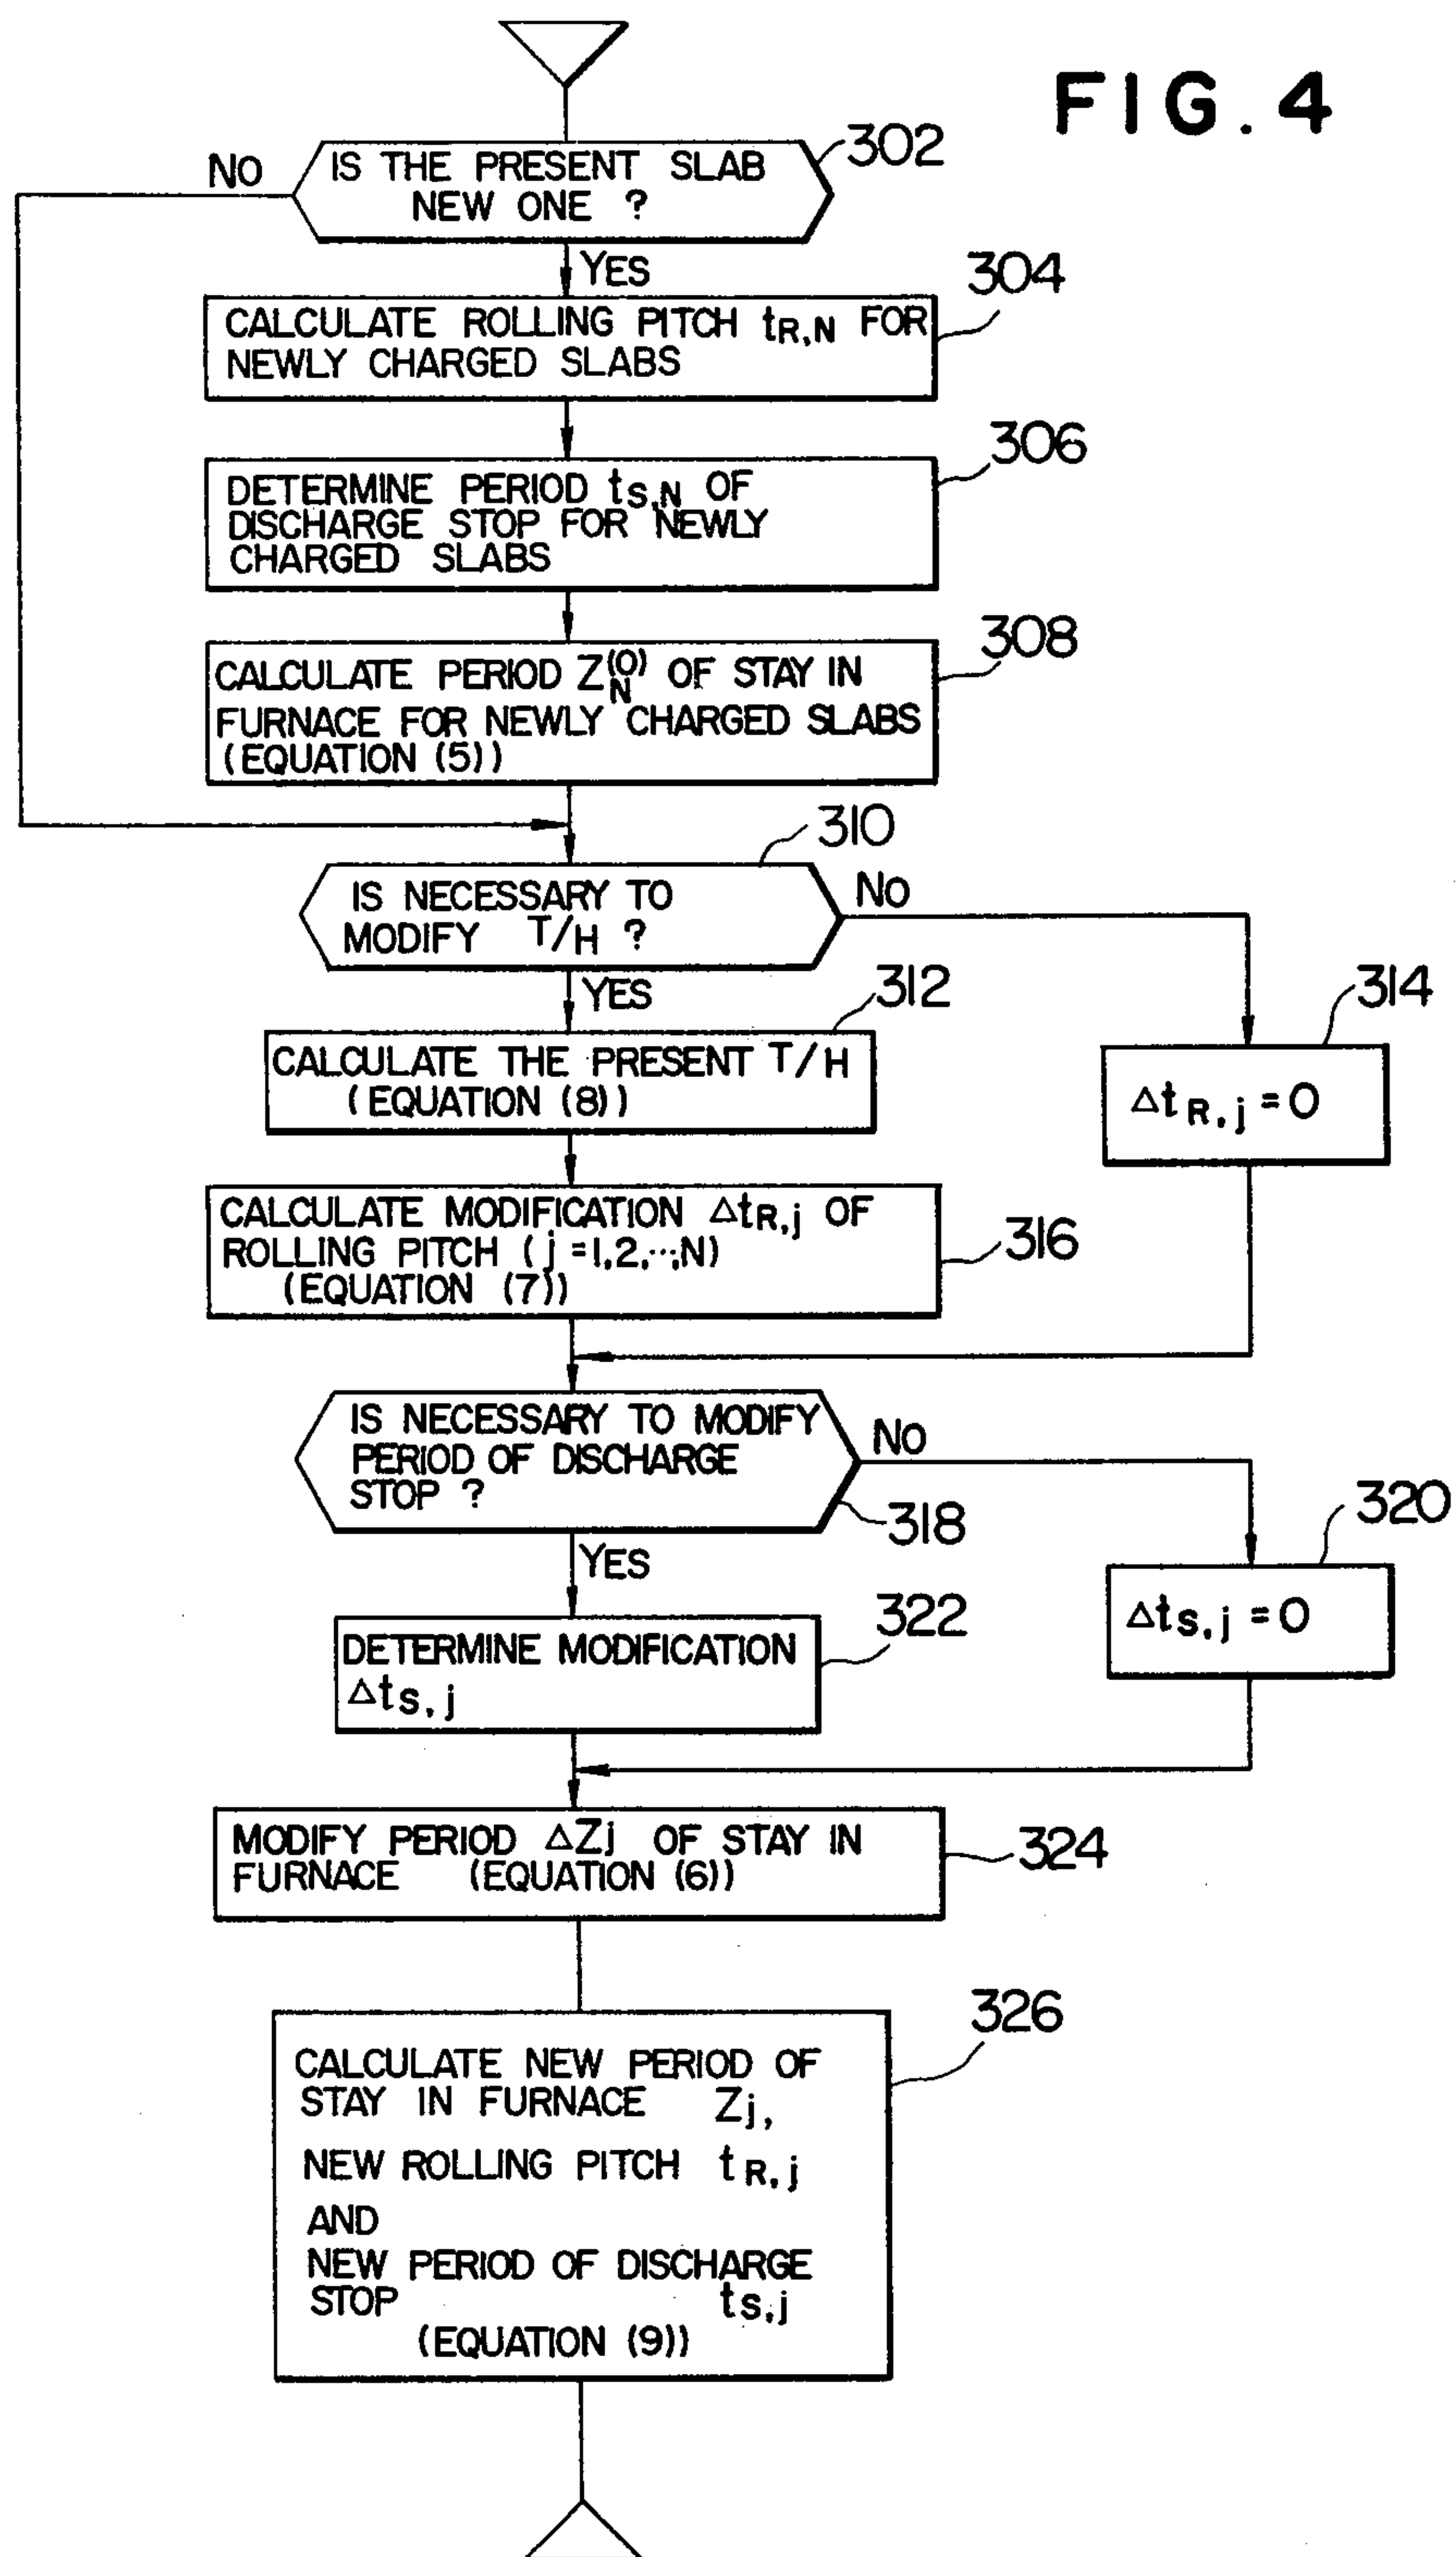 FIG. 4
302
NO
IS THE PRESENT SLAB
NEW ONE ?
YES
304
CALCULATE ROLLING PITCH tR,N FOR
NEWLY CHARGED SLABS
306
DETERMINE PERIOD tS,N OF
DISCHARGE STOP FOR NEWLY
CHARGED SLABS
308
CALCULATE PERIOD Z_N^(0) OF STAY IN
FURNACE FOR NEWLY CHARGED SLABS
(EQUATION (5))
310
IS NECESSARY TO
MODIFY T/H ?
NO
YES
312
314
CALCULATE THE PRESENT T/H
(EQUATION (8))
ΔtR,j = 0
CALCULATE MODIFICATION ΔtR,j OF
ROLLING PITCH (j = 1,2,...,N)
(EQUATION (7))
316
IS NECESSARY TO MODIFY
PERIOD OF DISCHARGE
STOP ?
NO
318
YES
320
322
ΔtS,j = 0
DETERMINE MODIFICATION
ΔtS,j
MODIFY PERIOD ΔZj OF STAY IN
FURNACE (EQUATION (6))
324
326
CALCULATE NEW PERIOD OF
STAY IN FURNACE Zj,
NEW ROLLING PITCH tR,j
AND
NEW PERIOD OF DISCHARGE
STOP tS,j
(EQUATION (9))